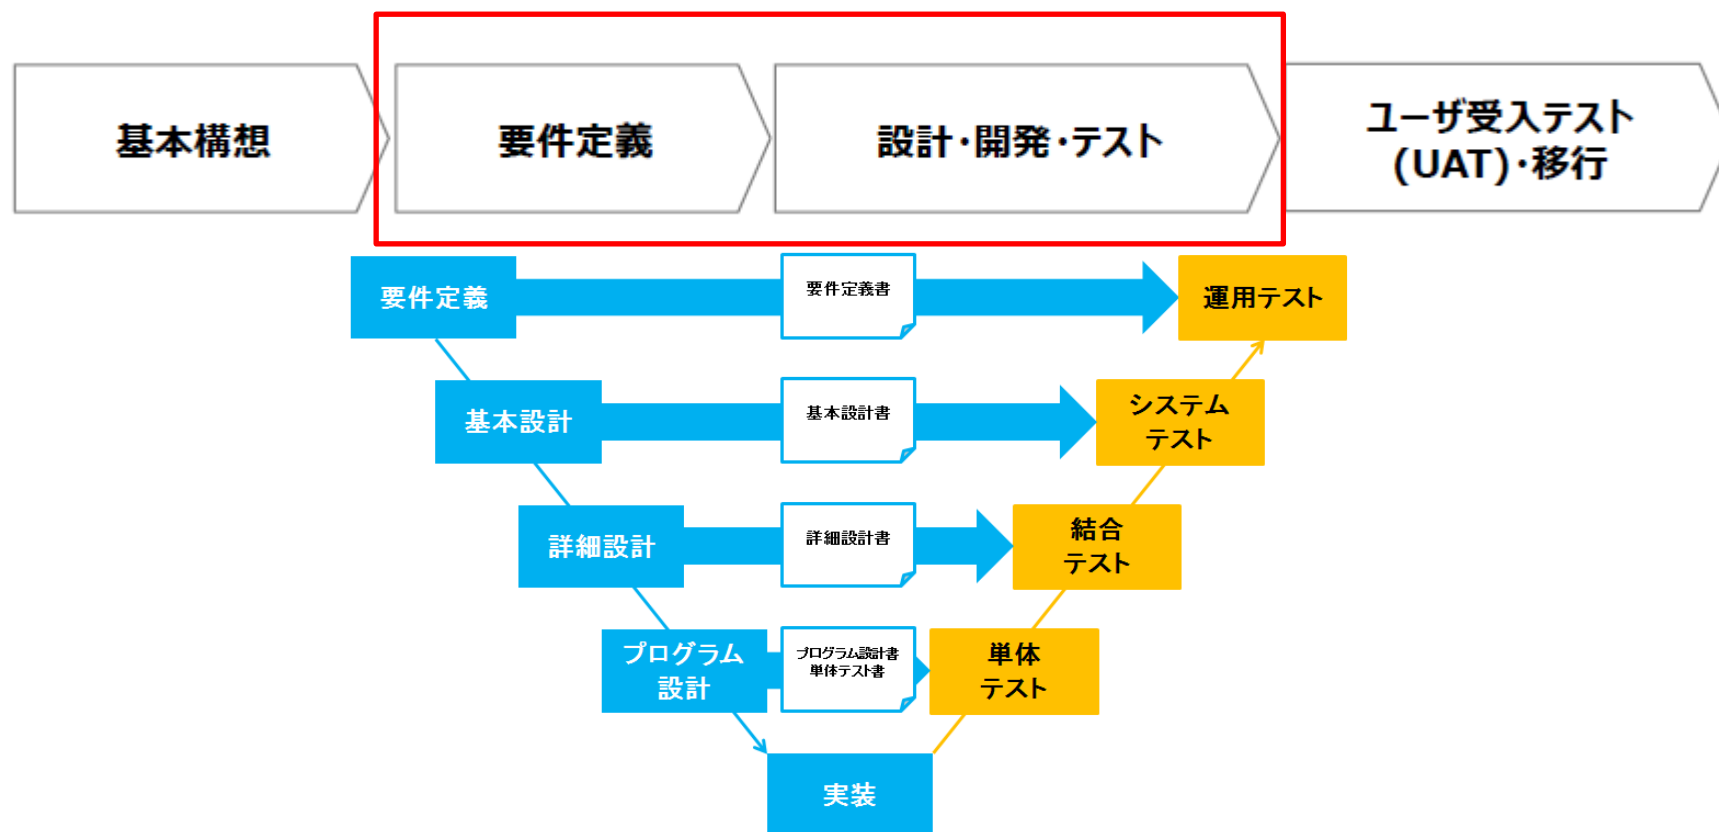 基本構想
要件定義
設計・開発・テスト
ユーザ受入テスト
(UAT)・移行
要件定義
要件定義書
運用テスト
基本設計
基本設計書
システム
テスト
詳細設計
詳細設計書
結合
テスト
プログラム
設計
プログラム設計書
単体テスト書
単体
テスト
実装